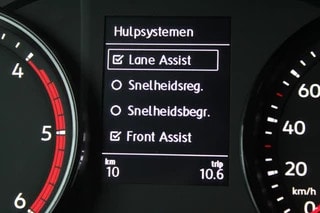 Hulpsystemen
Lane Assist
Snelheidsreg.
Snelheidsbegr.
Front Assist
km trip
10 10.6
4
5
6
60
40
20
0
km/h